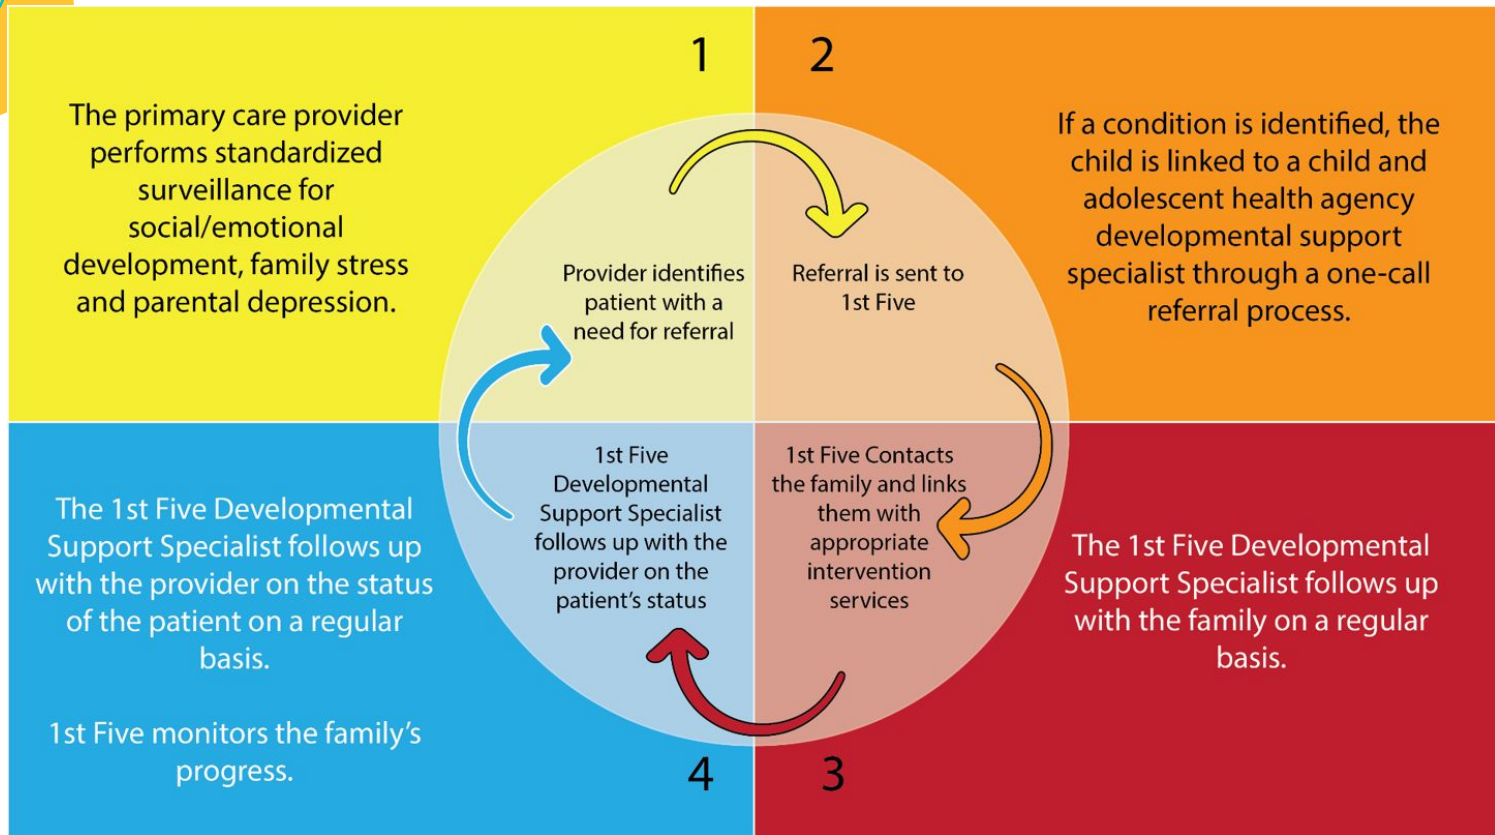 1
The primary care provider
performs standardized
surveillance for
social/emotional
development, family stress
and parental depression.
Provider identifies
patient with a
need for referral
2
If a condition is identified, the
child is linked to a child and
adolescent health agency
developmental support
specialist through a one-call
referral process.
Referral is sent to
1st Five
1st Five Contacts
the family and links
them with
appropriate
intervention
services
The 1st Five Developmental
Support Specialist follows up
with the family on a regular
basis.
3
1st Five
Developmental
Support Specialist
follows up with the
provider on the
patient’s status
The 1st Five Developmental
Support Specialist follows up
with the provider on the status
of the patient on a regular
basis.
1st Five monitors the family’s
progress.
4